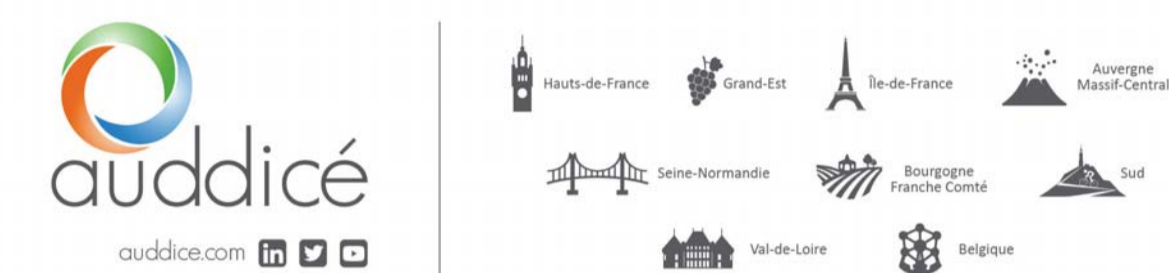 auddicé
auddice.com
Hauts-de-France
Grand-Est
Île-de-France
Auvergne
Massif-Central
Seine-Normandie
Bourgogne
Franche Comté
Sud
Val-de-Loire
Belgique